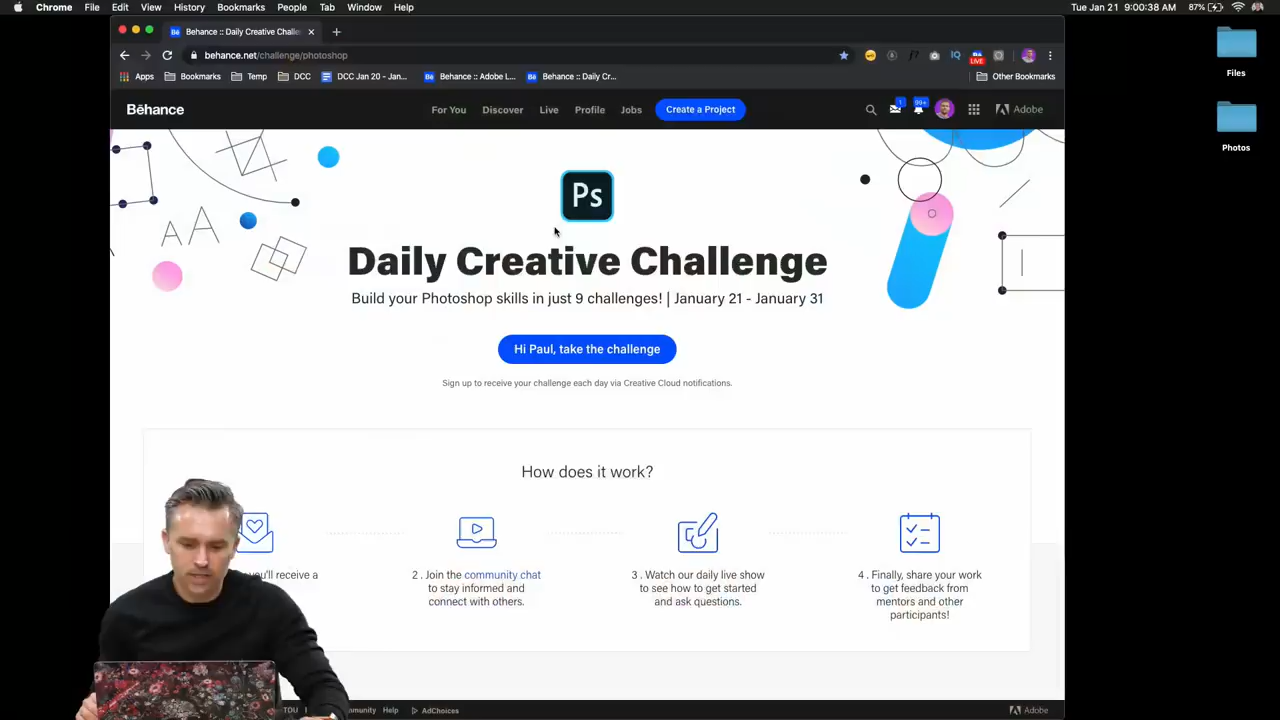 Chrome File Edit View History Bookmarks People Tab Window Help Tue Jan 21 9:00:38 AM 87%
Behance :: Daily Creative Challe
behance.net/challenge/photoshop
Apps Bookmarks Temp DCC DCC Jan 20 - Jan... Behance :: Adobe L... Behance :: Daily Cr... Other Bookmarks
LIVE
Files
Photos
Bēhance For You Discover Live Profile Jobs Create a Project 1 99+ Adobe
Ps
Daily Creative Challenge
Build your Photoshop skills in just 9 challenges! | January 21 - January 31
Hi Paul, take the challenge
Sign up to receive your challenge each day via Creative Cloud notifications.
How does it work?
you'll receive a
2 . Join the community chat
to stay informed and
connect with others.
3 . Watch our daily live show
to see how to get started
and ask questions.
4 . Finally, share your work
to get feedback from
mentors and other
participants!
TOU Help AdChoices Adobe